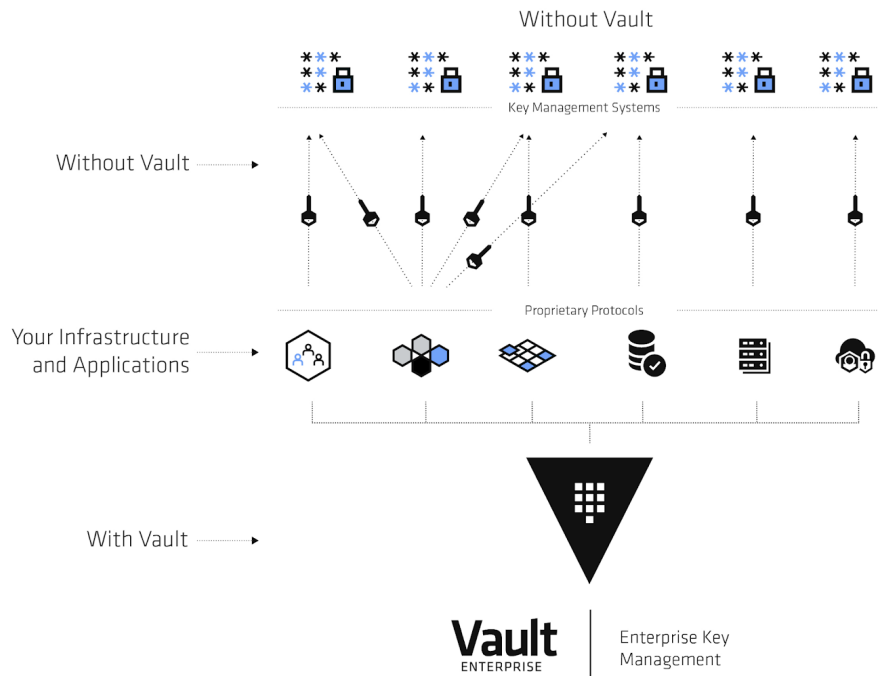 Without Vault
Key Management Systems
Without Vault
Proprietary Protocols
Your Infrastructure
and Applications
With Vault
Vault
ENTERPRISE
Enterprise Key
Management